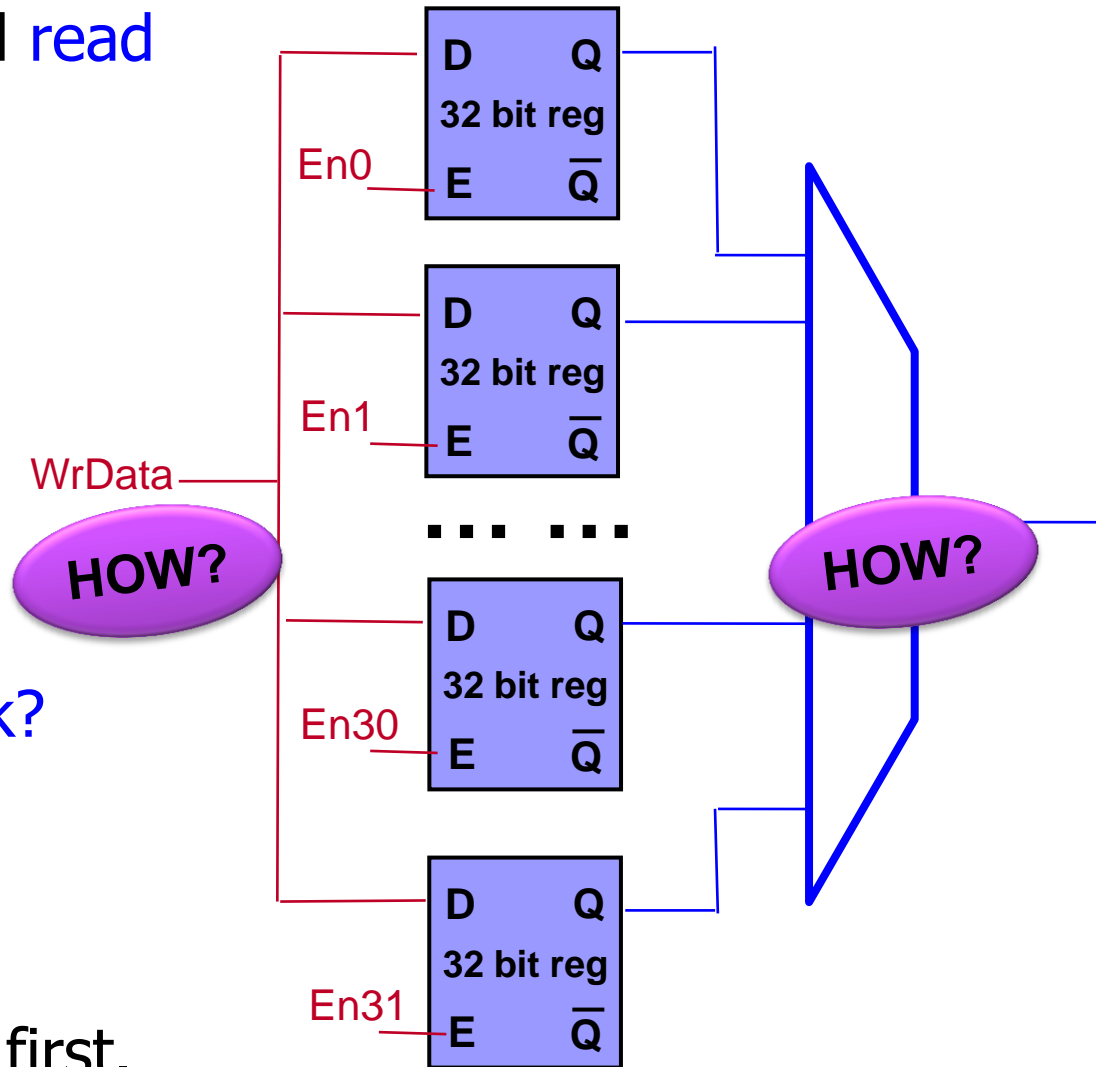 read
D Q
32 bit reg
En0
E Q̅
D Q
32 bit reg
En1
E Q̅
WrData
... ...
HOW?
HOW?
D Q
32 bit reg
k?
En30
E Q̅
D Q
32 bit reg
En31
E Q̅
first.